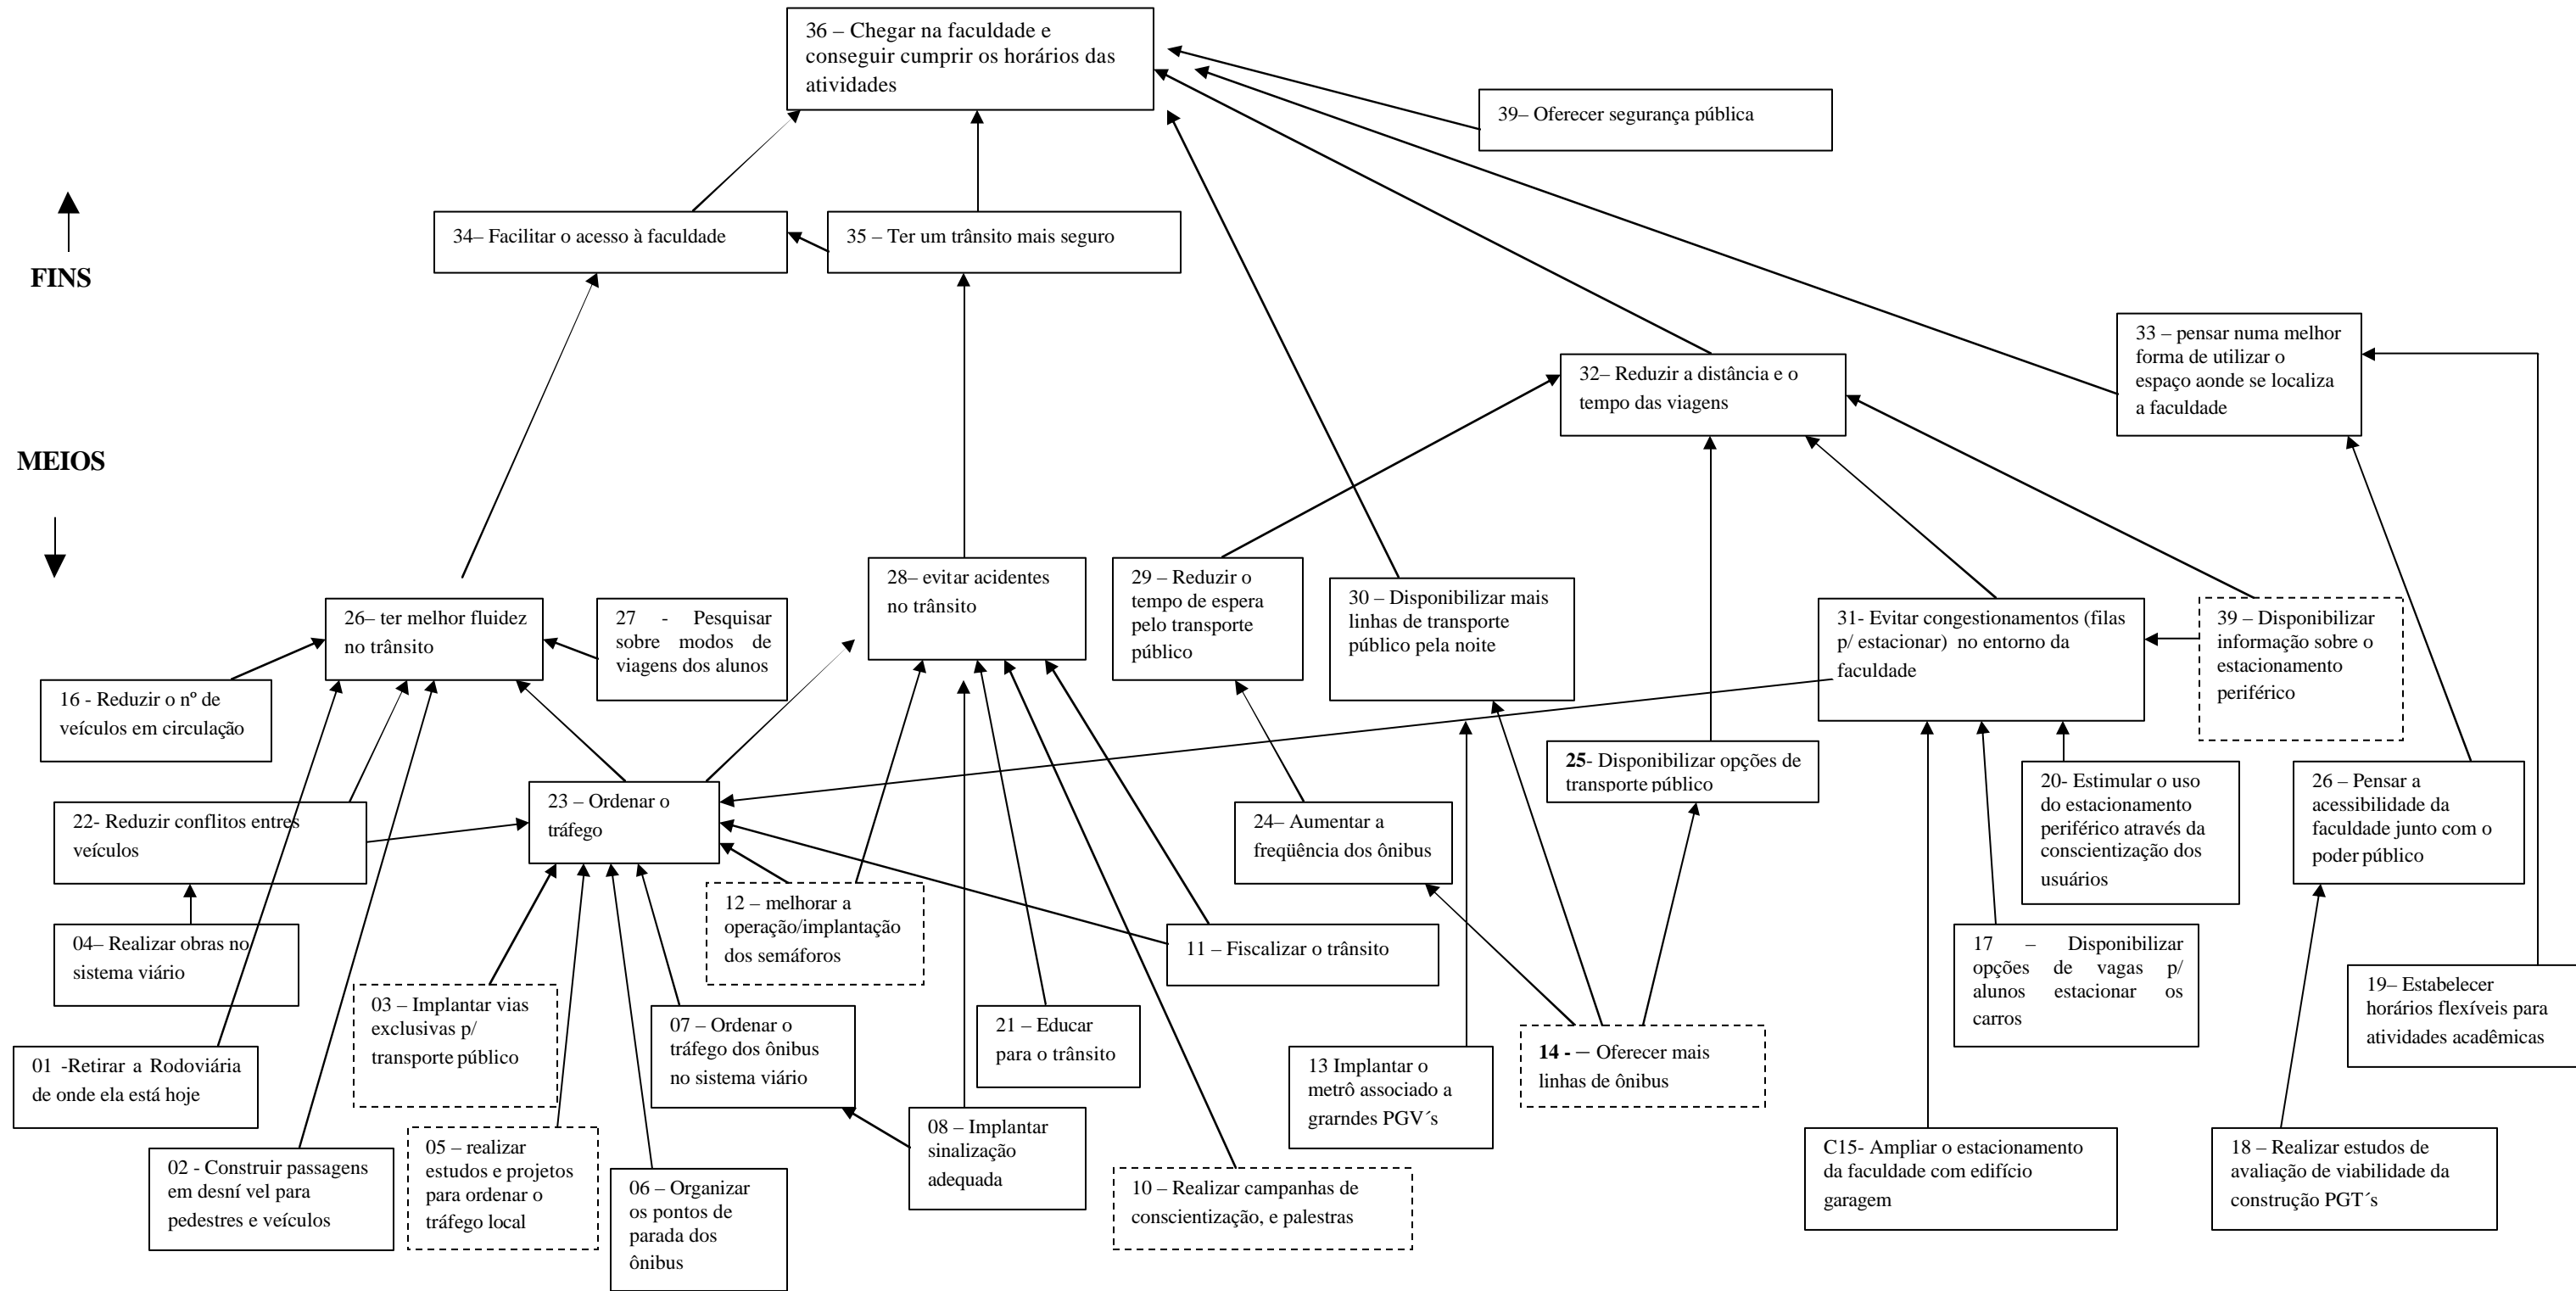 36 – Chegar na faculdade e
conseguir cumprir os horários das
atividades
39– Oferecer segurança pública
34– Facilitar o acesso à faculdade
35 – Ter um trânsito mais seguro
FINS
33 – pensar numa melhor
forma de utilizar o
espaço aonde se localiza
a faculdade
32– Reduzir a distância e o
tempo das viagens
MEIOS
28– evitar acidentes
no trânsito
29 – Reduzir o
tempo de espera
pelo transporte
público
30 – Disponibilizar mais
linhas de transporte
público pela noite
26– ter melhor fluidez
no trânsito
27 - Pesquisar
sobre modos de
viagens dos alunos
31- Evitar congestionamentos (filas
p/ estacionar) no entorno da
faculdade
39 – Disponibilizar
informação sobre o
estacionamento
periférico
16 - Reduzir o nº de
veículos em circulação
25- Disponibilizar opções de
transporte público
23 – Ordenar o
tráfego
22- Reduzir conflitos entres
veículos
24– Aumentar a
freqüência dos ônibus
20- Estimular o uso
do estacionamento
periférico através da
conscientização dos
usuários
26 – Pensar a
acessibilidade da
faculdade junto com o
poder público
12 – melhorar a
operação/implantação
dos semáforos
04– Realizar obras no
sistema viário
11 – Fiscalizar o trânsito
17 – Disponibilizar
opções de vagas p/
alunos estacionar os
carros
19– Estabelecer
horários flexíveis para
atividades acadêmicas
03 – Implantar vias
exclusivas p/
transporte público
07 – Ordenar o
tráfego dos ônibus
no sistema viário
21 – Educar
para o trânsito
14 - – Oferecer mais
linhas de ônibus
01 -Retirar a Rodoviária
de onde ela está hoje
13 Implantar o
metrô associado a
grarndes PGV´s
08 – Implantar
sinalização
adequada
05 – realizar
estudos e projetos
para ordenar o
tráfego local
C15- Ampliar o estacionamento
da faculdade com edifício
garagem
18 – Realizar estudos de
avaliação de viabilidade da
construção PGT´s
02 - Construir passagens
em desní vel para
pedestres e veículos
06 – Organizar
os pontos de
parada dos
ônibus
10 – Realizar campanhas de
conscientização, e palestras